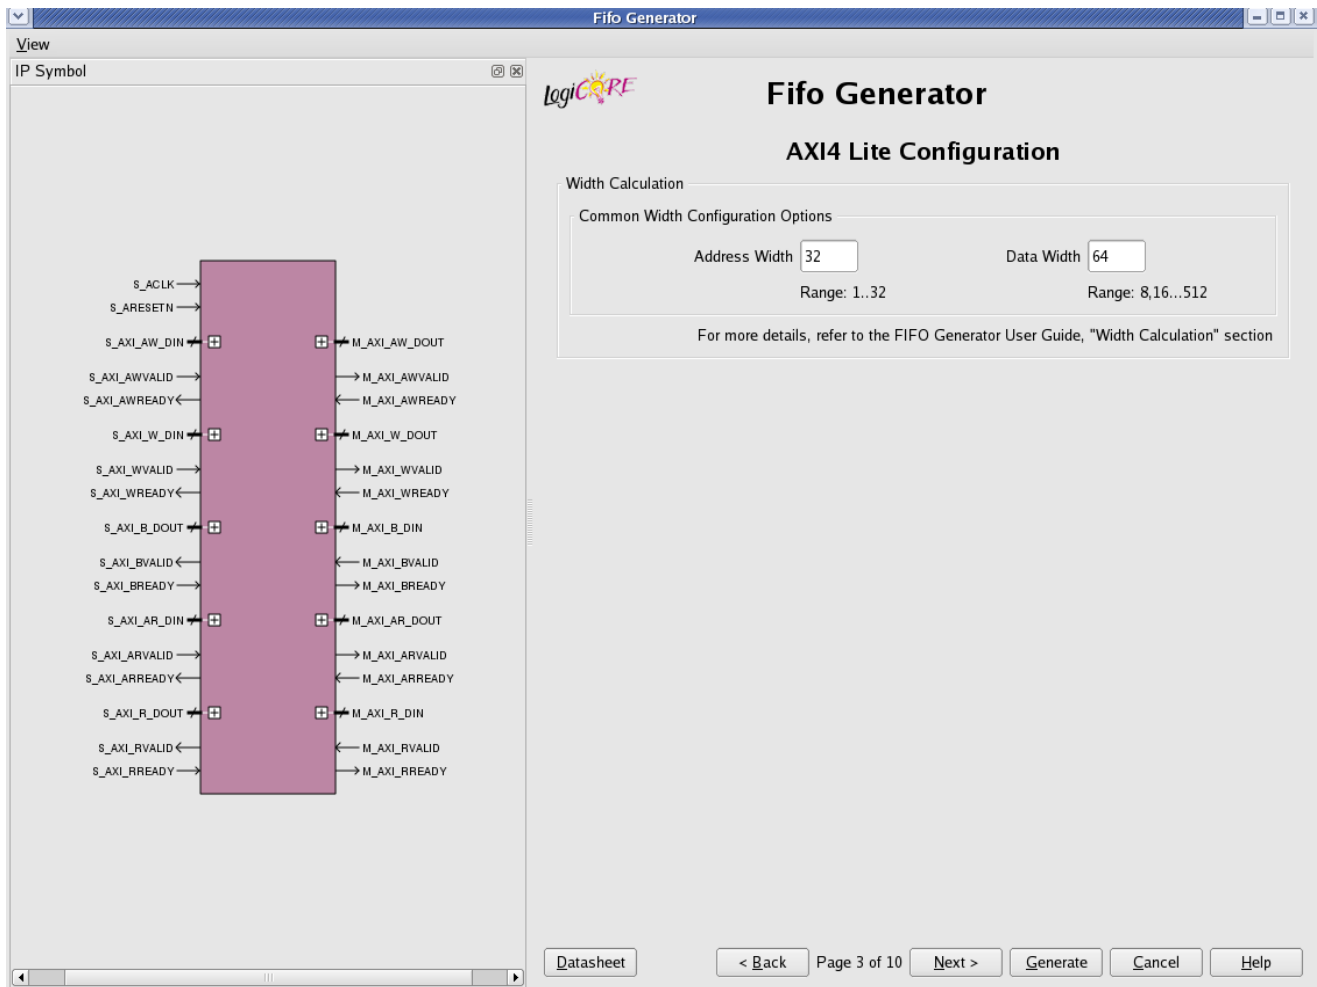 Fifo Generator
View
IP Symbol
LogiCORE
Fifo Generator
AXI4 Lite Configuration
Width Calculation
Common Width Configuration Options
Address Width 32 Data Width 64
Range: 1..32 Range: 8,16...512
For more details, refer to the FIFO Generator User Guide, "Width Calculation" section
S_ACLK
S_ARESETN
S_AXI_AW_DIN M_AXI_AW_DOUT
S_AXI_AWVALID M_AXI_AWVALID
S_AXI_AWREADY M_AXI_AWREADY
S_AXI_W_DIN M_AXI_W_DOUT
S_AXI_WVALID M_AXI_WVALID
S_AXI_WREADY M_AXI_WREADY
S_AXI_B_DOUT M_AXI_B_DIN
S_AXI_BVALID M_AXI_BVALID
S_AXI_BREADY M_AXI_BREADY
S_AXI_AR_DIN M_AXI_AR_DOUT
S_AXI_ARVALID M_AXI_ARVALID
S_AXI_ARREADY M_AXI_ARREADY
S_AXI_R_DOUT M_AXI_R_DIN
S_AXI_RVALID M_AXI_RVALID
S_AXI_RREADY M_AXI_RREADY
Datasheet < Back Page 3 of 10 Next > Generate Cancel Help